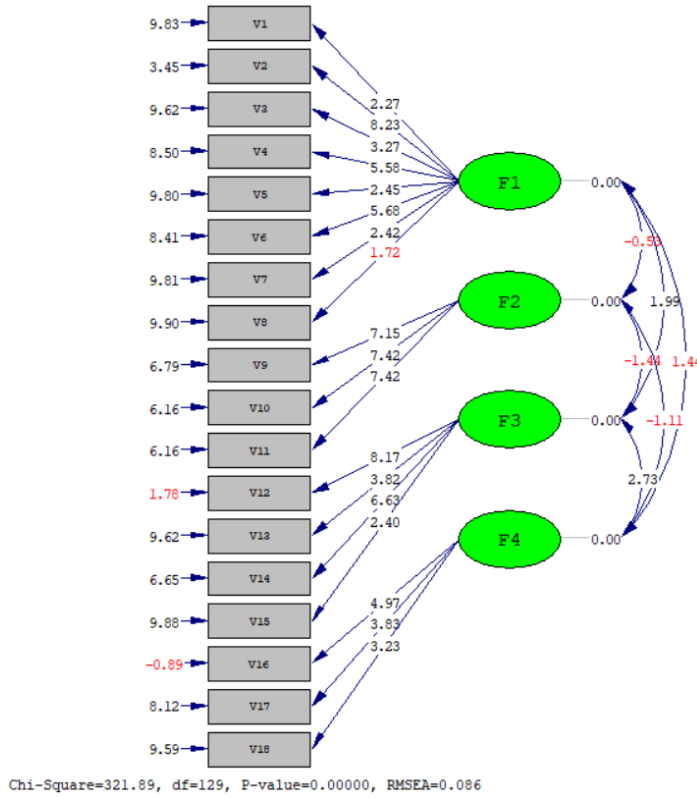 9.83 V1
3.45 V2
9.62 V3
8.50 V4
9.80 V5
8.41 V6
9.81 V7
9.90 V8
6.79 V9
6.16 V10
6.16 V11
1.78 V12
9.62 V13
6.65 V14
9.88 V15
-0.89 V16
8.12 V17
9.59 V18
2.27
8.23
3.27
5.58
2.45
5.68
2.42
1.72
7.15
7.42
7.42
8.17
3.82
6.63
2.40
4.97
3.83
3.23
F1 0.00
F2 0.00
F3 0.00
F4 0.00
-0.53
1.99
-1.44 1.44
-1.11
2.73
Chi-Square=321.89, df=129, P-value=0.00000, RMSEA=0.086